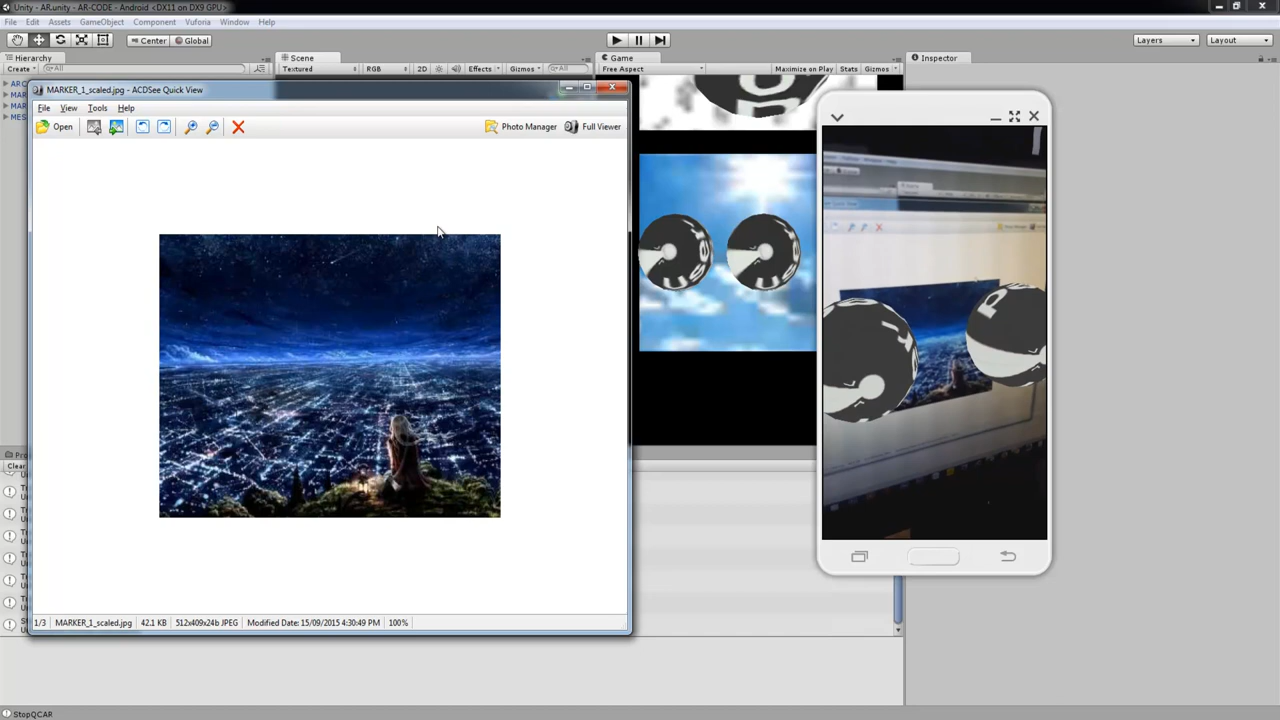 Unity - AR.unity - AR-CODE - Android <DX11 on DX9 GPU>
File Edit Assets GameObject Component Vuforia Window Help
Center Global Layers Layout
Hierarchy Scene Game Inspector
Create All Textured RGB 2D Effects Gizmos All Free Aspect Maximize on Play Stats Gizmos
MARKER_1_scaled.jpg - ACDSee Quick View
File View Tools Help
Open Photo Manager Full Viewer
Clear
1/3 MARKER_1_scaled.jpg 42.1 KB 512x409x24b JPEG Modified Date: 15/09/2015 4:30:49 PM 100%
StopQCAR